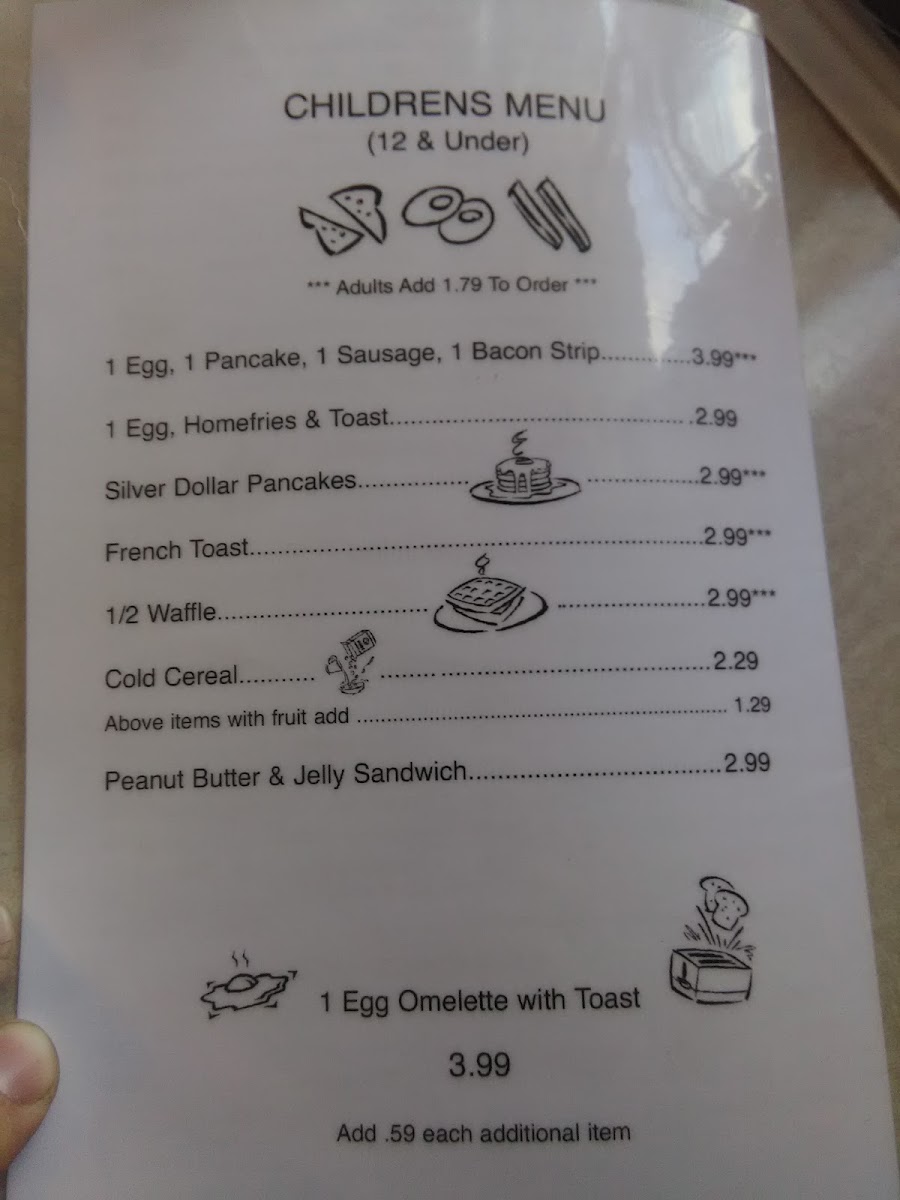 CHILDRENS MENU
(12 & Under)
*** Adults Add 1.79 To Order ***
1 Egg, 1 Pancake, 1 Sausage, 1 Bacon Strip..............3.99***
1 Egg, Homefries & Toast................................................2.99
Silver Dollar Pancakes................ ..................2.99***
French Toast......................................................................2.99***
1/2 Waffle.............................. .......................2.99***
Cold Cereal........... ......................................................2.29
Above items with fruit add .............................................................. 1.29
Peanut Butter & Jelly Sandwich.....................................2.99
1 Egg Omelette with Toast
3.99
Add .59 each additional item